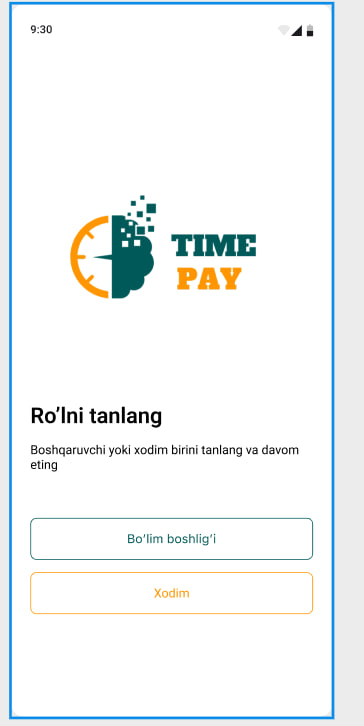 9:30
TIME
PAY
Ro’lni tanlang
Boshqaruvchi yoki xodim birini tanlang va davom
eting
Bo‘lim boshlig‘i
Xodim